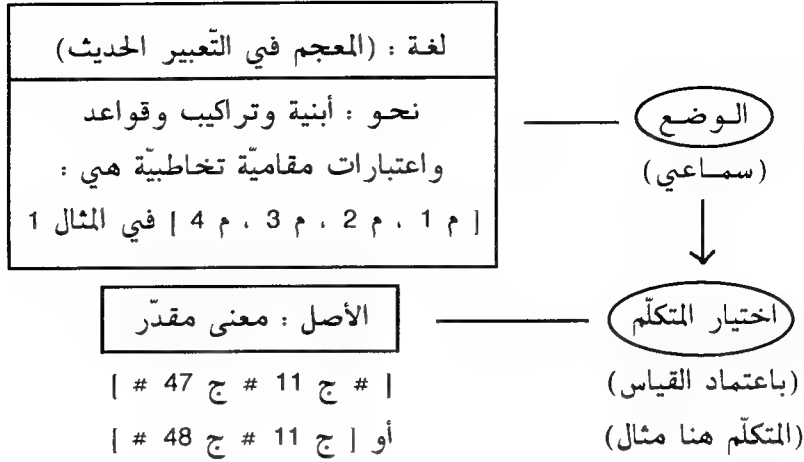 لغة : (المعجم في التّعبير الحديث)
نحو : أبنية وتراكيب وقواعد
واعتبارات مقاميّة تخاطبيّة هي :
[ م 1 ، م 2 ، م 3 ، م 4 ] في المثال 1
الوضع
(سماعي)
الأصل : معنى مقدّر
اختيار المتكلّم
[ # ج 11 # ج 47 # ]
(باعتماد القياس)
أو [ ج 11 # ج 48 # ]
(المتكلّم هنا مثال)